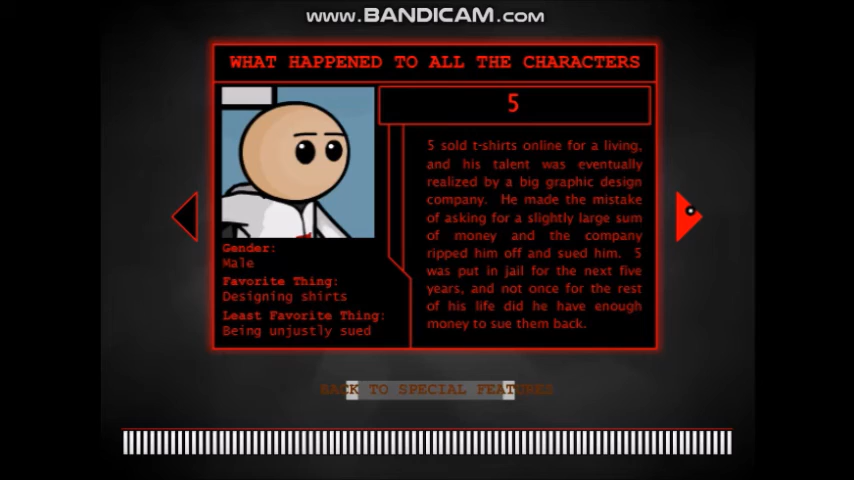 www.BANDICAM.com
WHAT HAPPENED TO ALL THE CHARACTERS
5
5 sold t-shirts online for a living,
and his talent was eventually
realized by a big graphic design
company. He made the mistake
of asking for a slightly large sum
of money and the company
ripped him off and sued him. 5
was put in jail for the next five
years, and not once for the rest
of his life did he have enough
money to sue them back.
Gender:
Male
Favorite Thing:
Designing shirts
Least Favorite Thing:
Being unjustly sued
BACK TO SPECIAL FEATURES